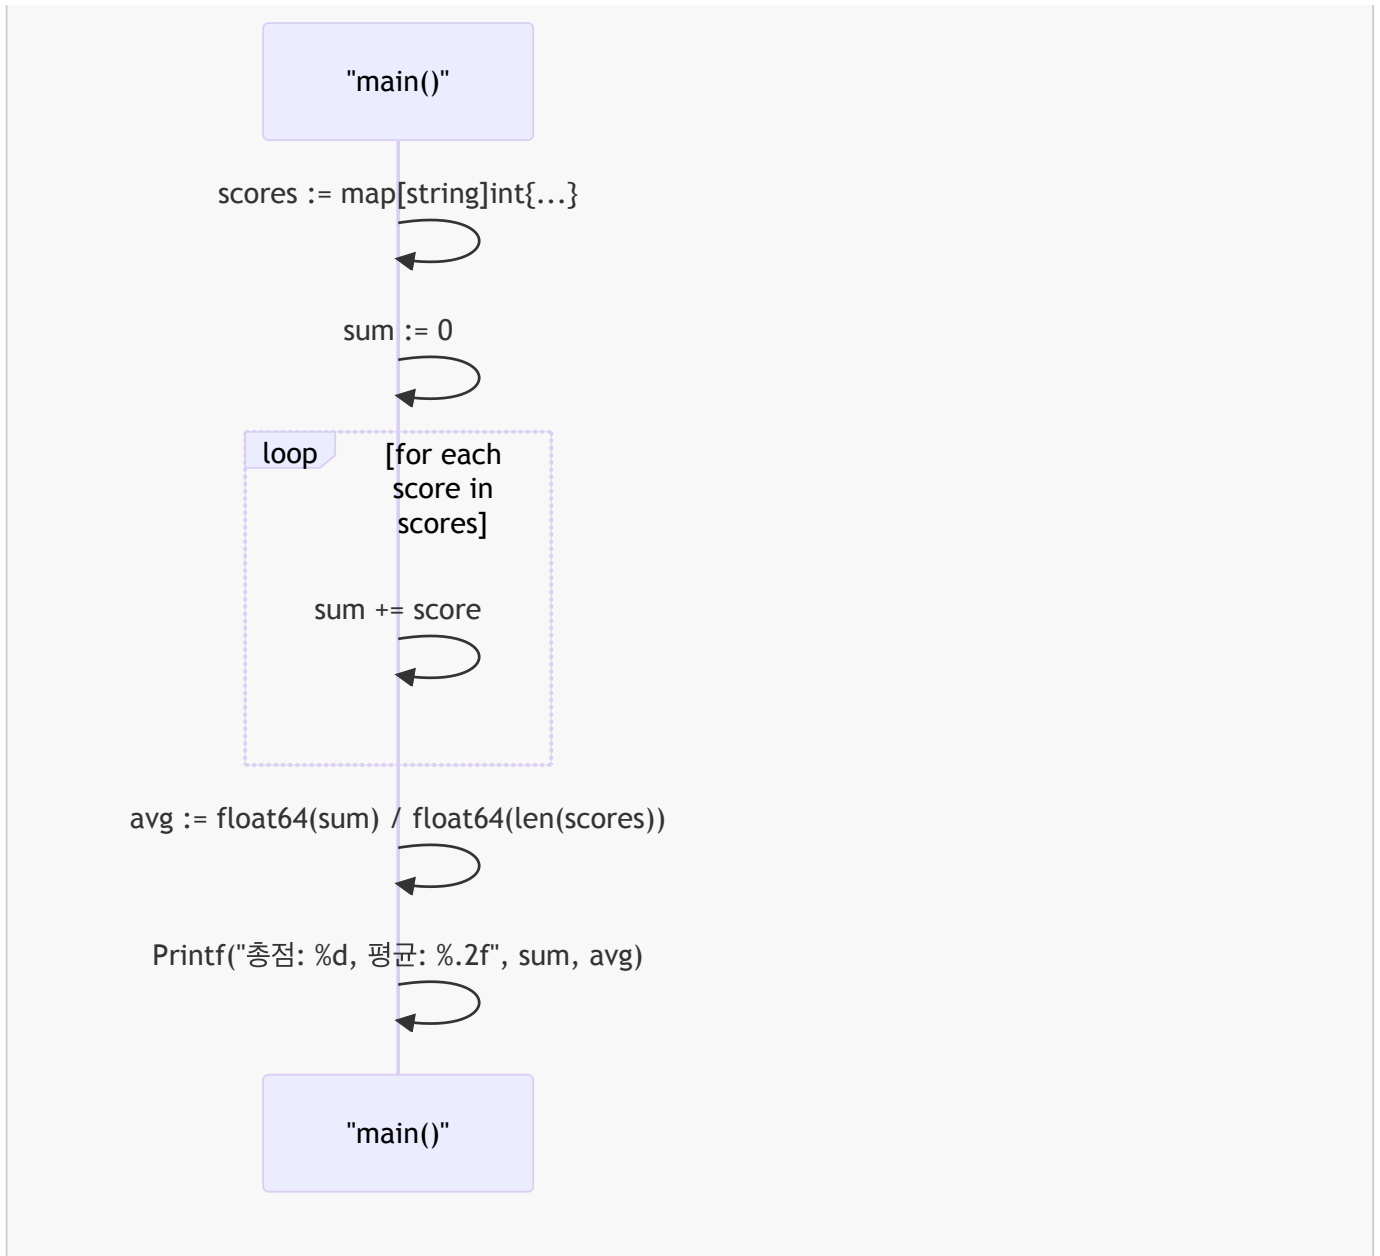 "main()"
scores := map[string]int{...}
sum := 0
loop
[for each
score in
scores]
sum += score
avg := float64(sum) / float64(len(scores))
Printf("총점: %d, 평균: %.2f", sum, avg)
"main()"